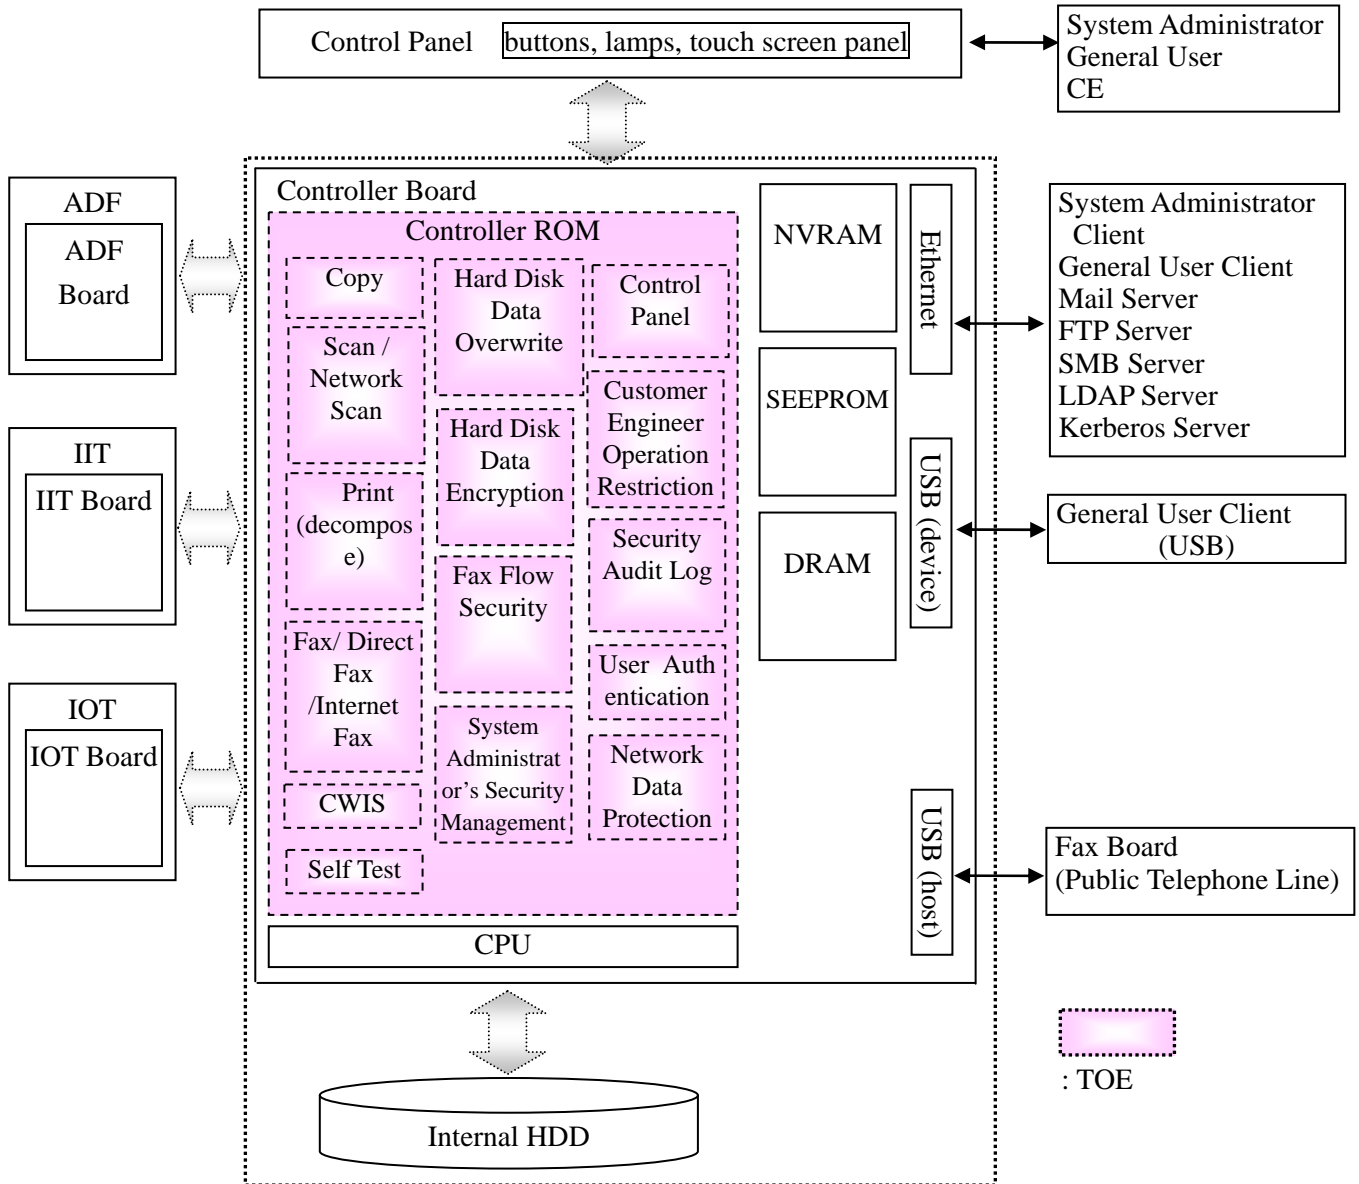 Control Panel buttons, lamps, touch screen panel
System Administrator
General User
CE
ADF
ADF
Board
IIT
IIT Board
IOT
IOT Board
Controller Board
Controller ROM
Copy
Scan /
Network
Scan
Print
(decompos
e)
Fax/ Direct
Fax
/Internet
Fax
CWIS
Self Test
Hard Disk
Data
Overwrite
Hard Disk
Data
Encryption
Fax Flow
Security
System
Administrat
or’s Security
Management
Control
Panel
Customer
Engineer
Operation
Restriction
Security
Audit Log
User Auth
entication
Network
Data
Protection
CPU
NVRAM
SEEPROM
DRAM
Ethernet
USB (device)
USB (host)
System Administrator
Client
General User Client
Mail Server
FTP Server
SMB Server
LDAP Server
Kerberos Server
General User Client
(USB)
Fax Board
(Public Telephone Line)
: TOE
Internal HDD